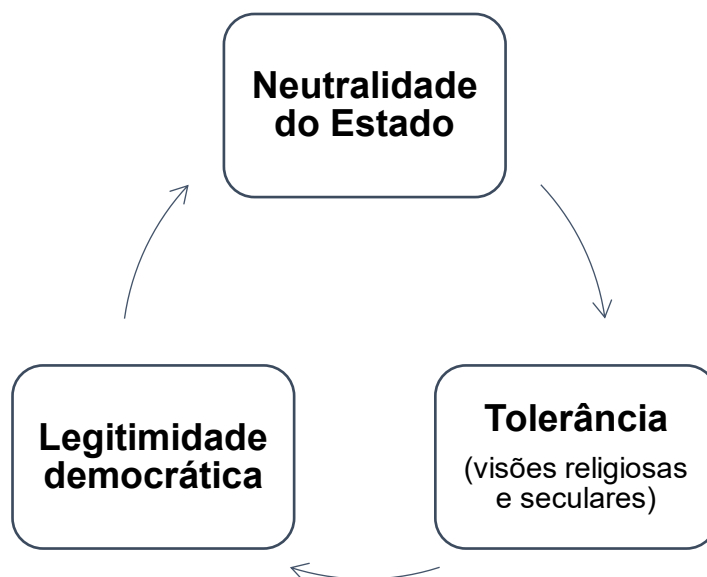 Neutralidade
do Estado
Legitimidade
democrática
Tolerância
(visões religiosas
e seculares)